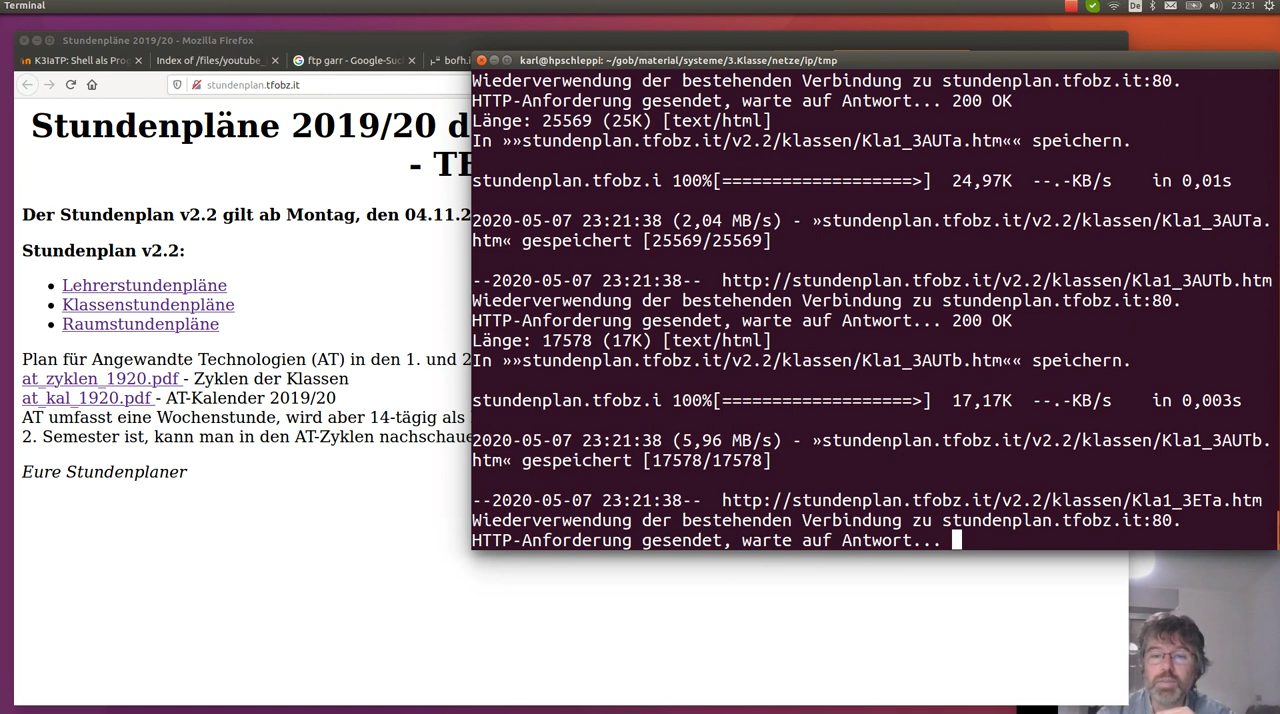 Terminal
De
23:21
Stundenpläne 2019/20 - Mozilla Firefox
K3IaTP: Shell als Prog
Index of /files/youtube_
ftp garr - Google-Suc
bofh.i
stundenplan.tfobz.it
Stundenpläne 2019/20 d
- TF
Der Stundenplan v2.2 gilt ab Montag, den 04.11.2
Stundenplan v2.2:
Lehrerstundenpläne
Klassenstundenpläne
Raumstundenpläne
Plan für Angewandte Technologien (AT) in den 1. und 2
at_zyklen_1920.pdf - Zyklen der Klassen
at_kal_1920.pdf - AT-Kalender 2019/20
AT umfasst eine Wochenstunde, wird aber 14-tägig als
2. Semester ist, kann man in den AT-Zyklen nachschaue
Eure Stundenplaner
karl@hpschleppi: ~/gob/material/systeme/3.Klasse/netze/ip/tmp
Wiederverwendung der bestehenden Verbindung zu stundenplan.tfobz.it:80.
HTTP-Anforderung gesendet, warte auf Antwort... 200 OK
Länge: 25569 (25K) [text/html]
In »»stundenplan.tfobz.it/v2.2/klassen/Kla1_3AUTa.htm«« speichern.
stundenplan.tfobz.i 100%[===================>] 24,97K --.-KB/s in 0,01s
2020-05-07 23:21:38 (2,04 MB/s) - »stundenplan.tfobz.it/v2.2/klassen/Kla1_3AUTa.
htm« gespeichert [25569/25569]
--2020-05-07 23:21:38-- http://stundenplan.tfobz.it/v2.2/klassen/Kla1_3AUTb.htm
Wiederverwendung der bestehenden Verbindung zu stundenplan.tfobz.it:80.
HTTP-Anforderung gesendet, warte auf Antwort... 200 OK
Länge: 17578 (17K) [text/html]
In »»stundenplan.tfobz.it/v2.2/klassen/Kla1_3AUTb.htm«« speichern.
stundenplan.tfobz.i 100%[===================>] 17,17K --.-KB/s in 0,003s
2020-05-07 23:21:38 (5,96 MB/s) - »stundenplan.tfobz.it/v2.2/klassen/Kla1_3AUTb.
htm« gespeichert [17578/17578]
--2020-05-07 23:21:38-- http://stundenplan.tfobz.it/v2.2/klassen/Kla1_3ETa.htm
Wiederverwendung der bestehenden Verbindung zu stundenplan.tfobz.it:80.
HTTP-Anforderung gesendet, warte auf Antwort...